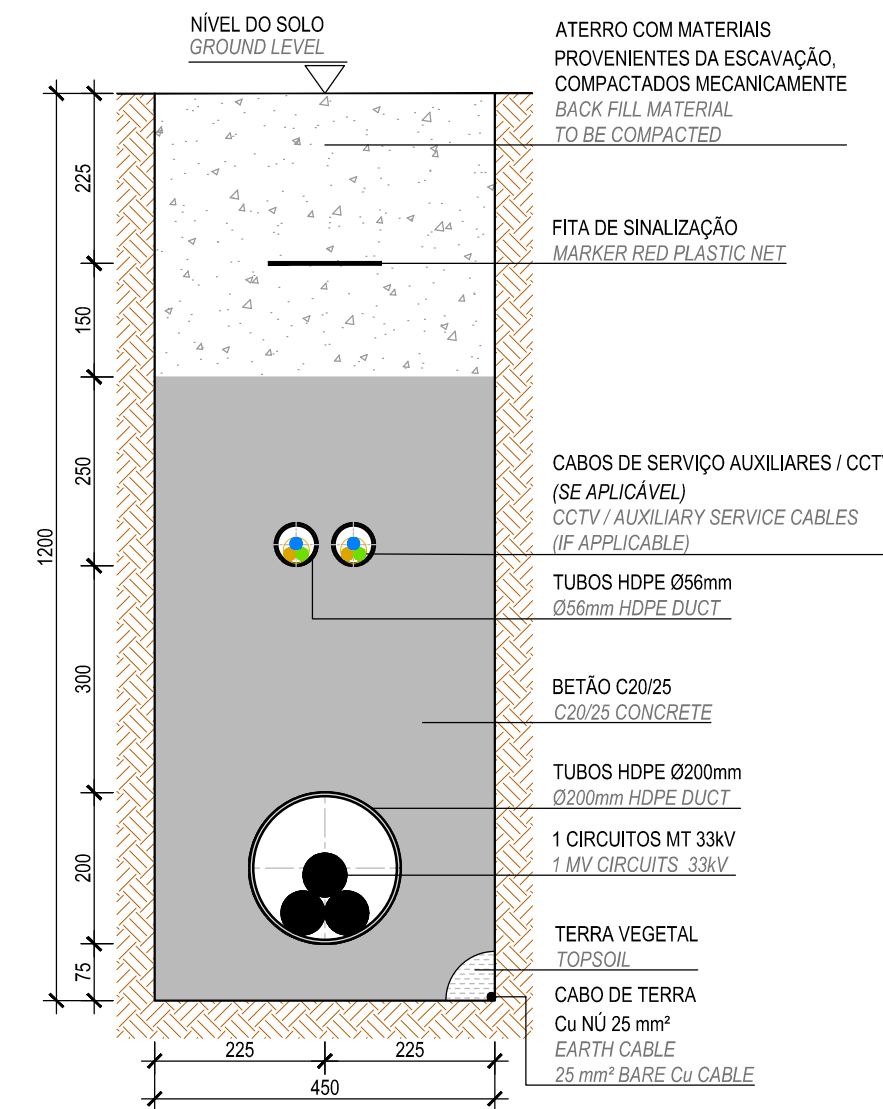 NÍVEL DO SOLO
GROUND LEVEL
ATERRO COM MATERIAIS
PROVENIENTES DA ESCAVAÇÃO,
COMPACTADOS MECANICAMENTE
BACK FILL MATERIAL
TO BE COMPACTED
225
FITA DE SINALIZAÇÃO
MARKER RED PLASTIC NET
150
250
CABOS DE SERVIÇO AUXILIARES / CCTV
(SE APLICÁVEL)
CCTV / AUXILIARY SERVICE CABLES
(IF APPLICABLE)
1200
TUBOS HDPE Ø56mm
Ø56mm HDPE DUCT
300
BETÃO C20/25
C20/25 CONCRETE
TUBOS HDPE Ø200mm
Ø200mm HDPE DUCT
200
1 CIRCUITOS MT 33kV
1 MV CIRCUITS 33kV
75
TERRA VEGETAL
TOPSOIL
CABO DE TERRA
Cu NÚ 25 mm²
EARTH CABLE
25 mm² BARE Cu CABLE
225
225
450